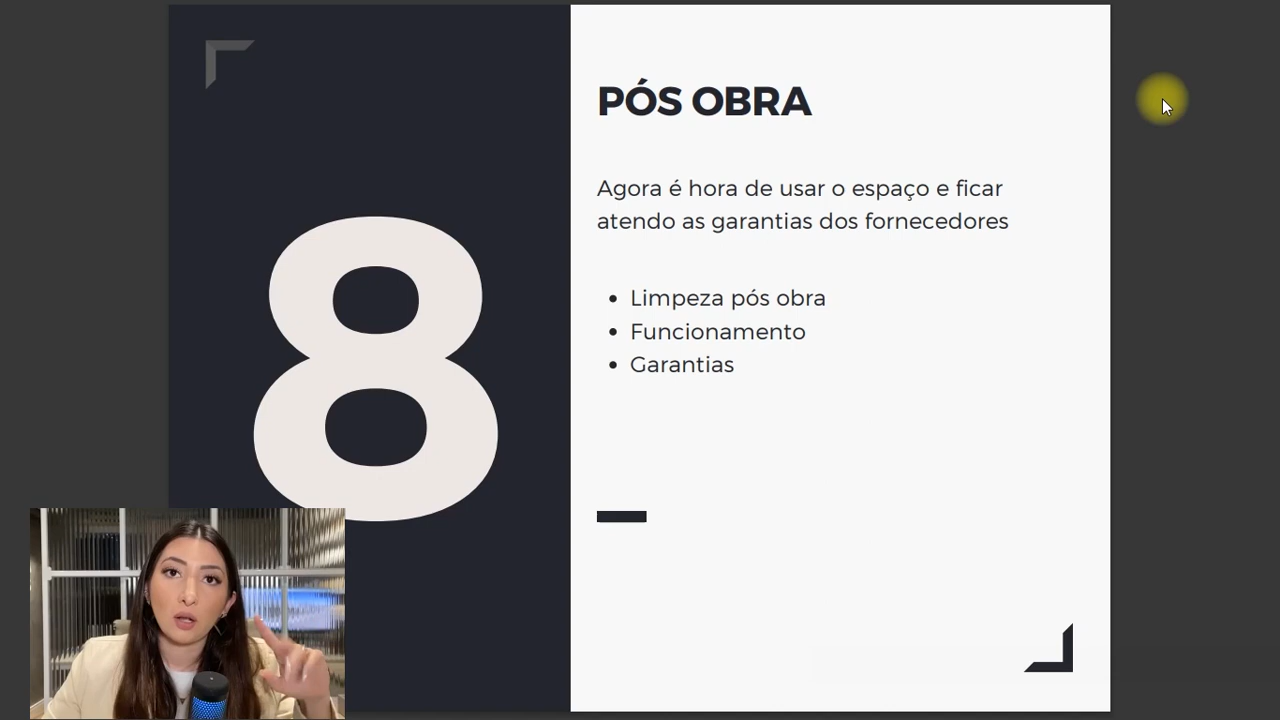 8
PÓS OBRA
Agora é hora de usar o espaço e ficar
atendo as garantias dos fornecedores
• Limpeza pós obra
• Funcionamento
• Garantias